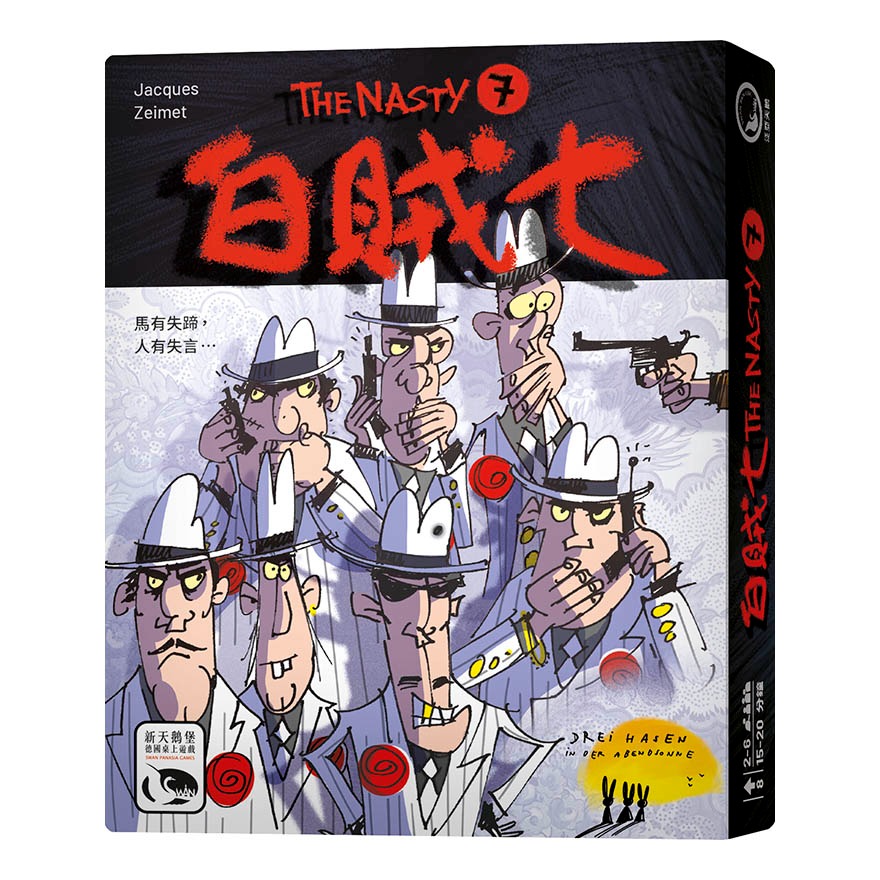 Jacques
Zeimet
THE NASTY 7
白賊七
馬有失蹄，
人有失言…
新天鵝堡
德國桌上遊戲
SWAN PANASIA GAMES
SWAN
DREI HASEN
IN DER ABENDSONNE
THE NASTY 7
白賊七
2-6
8
15-20 分鐘